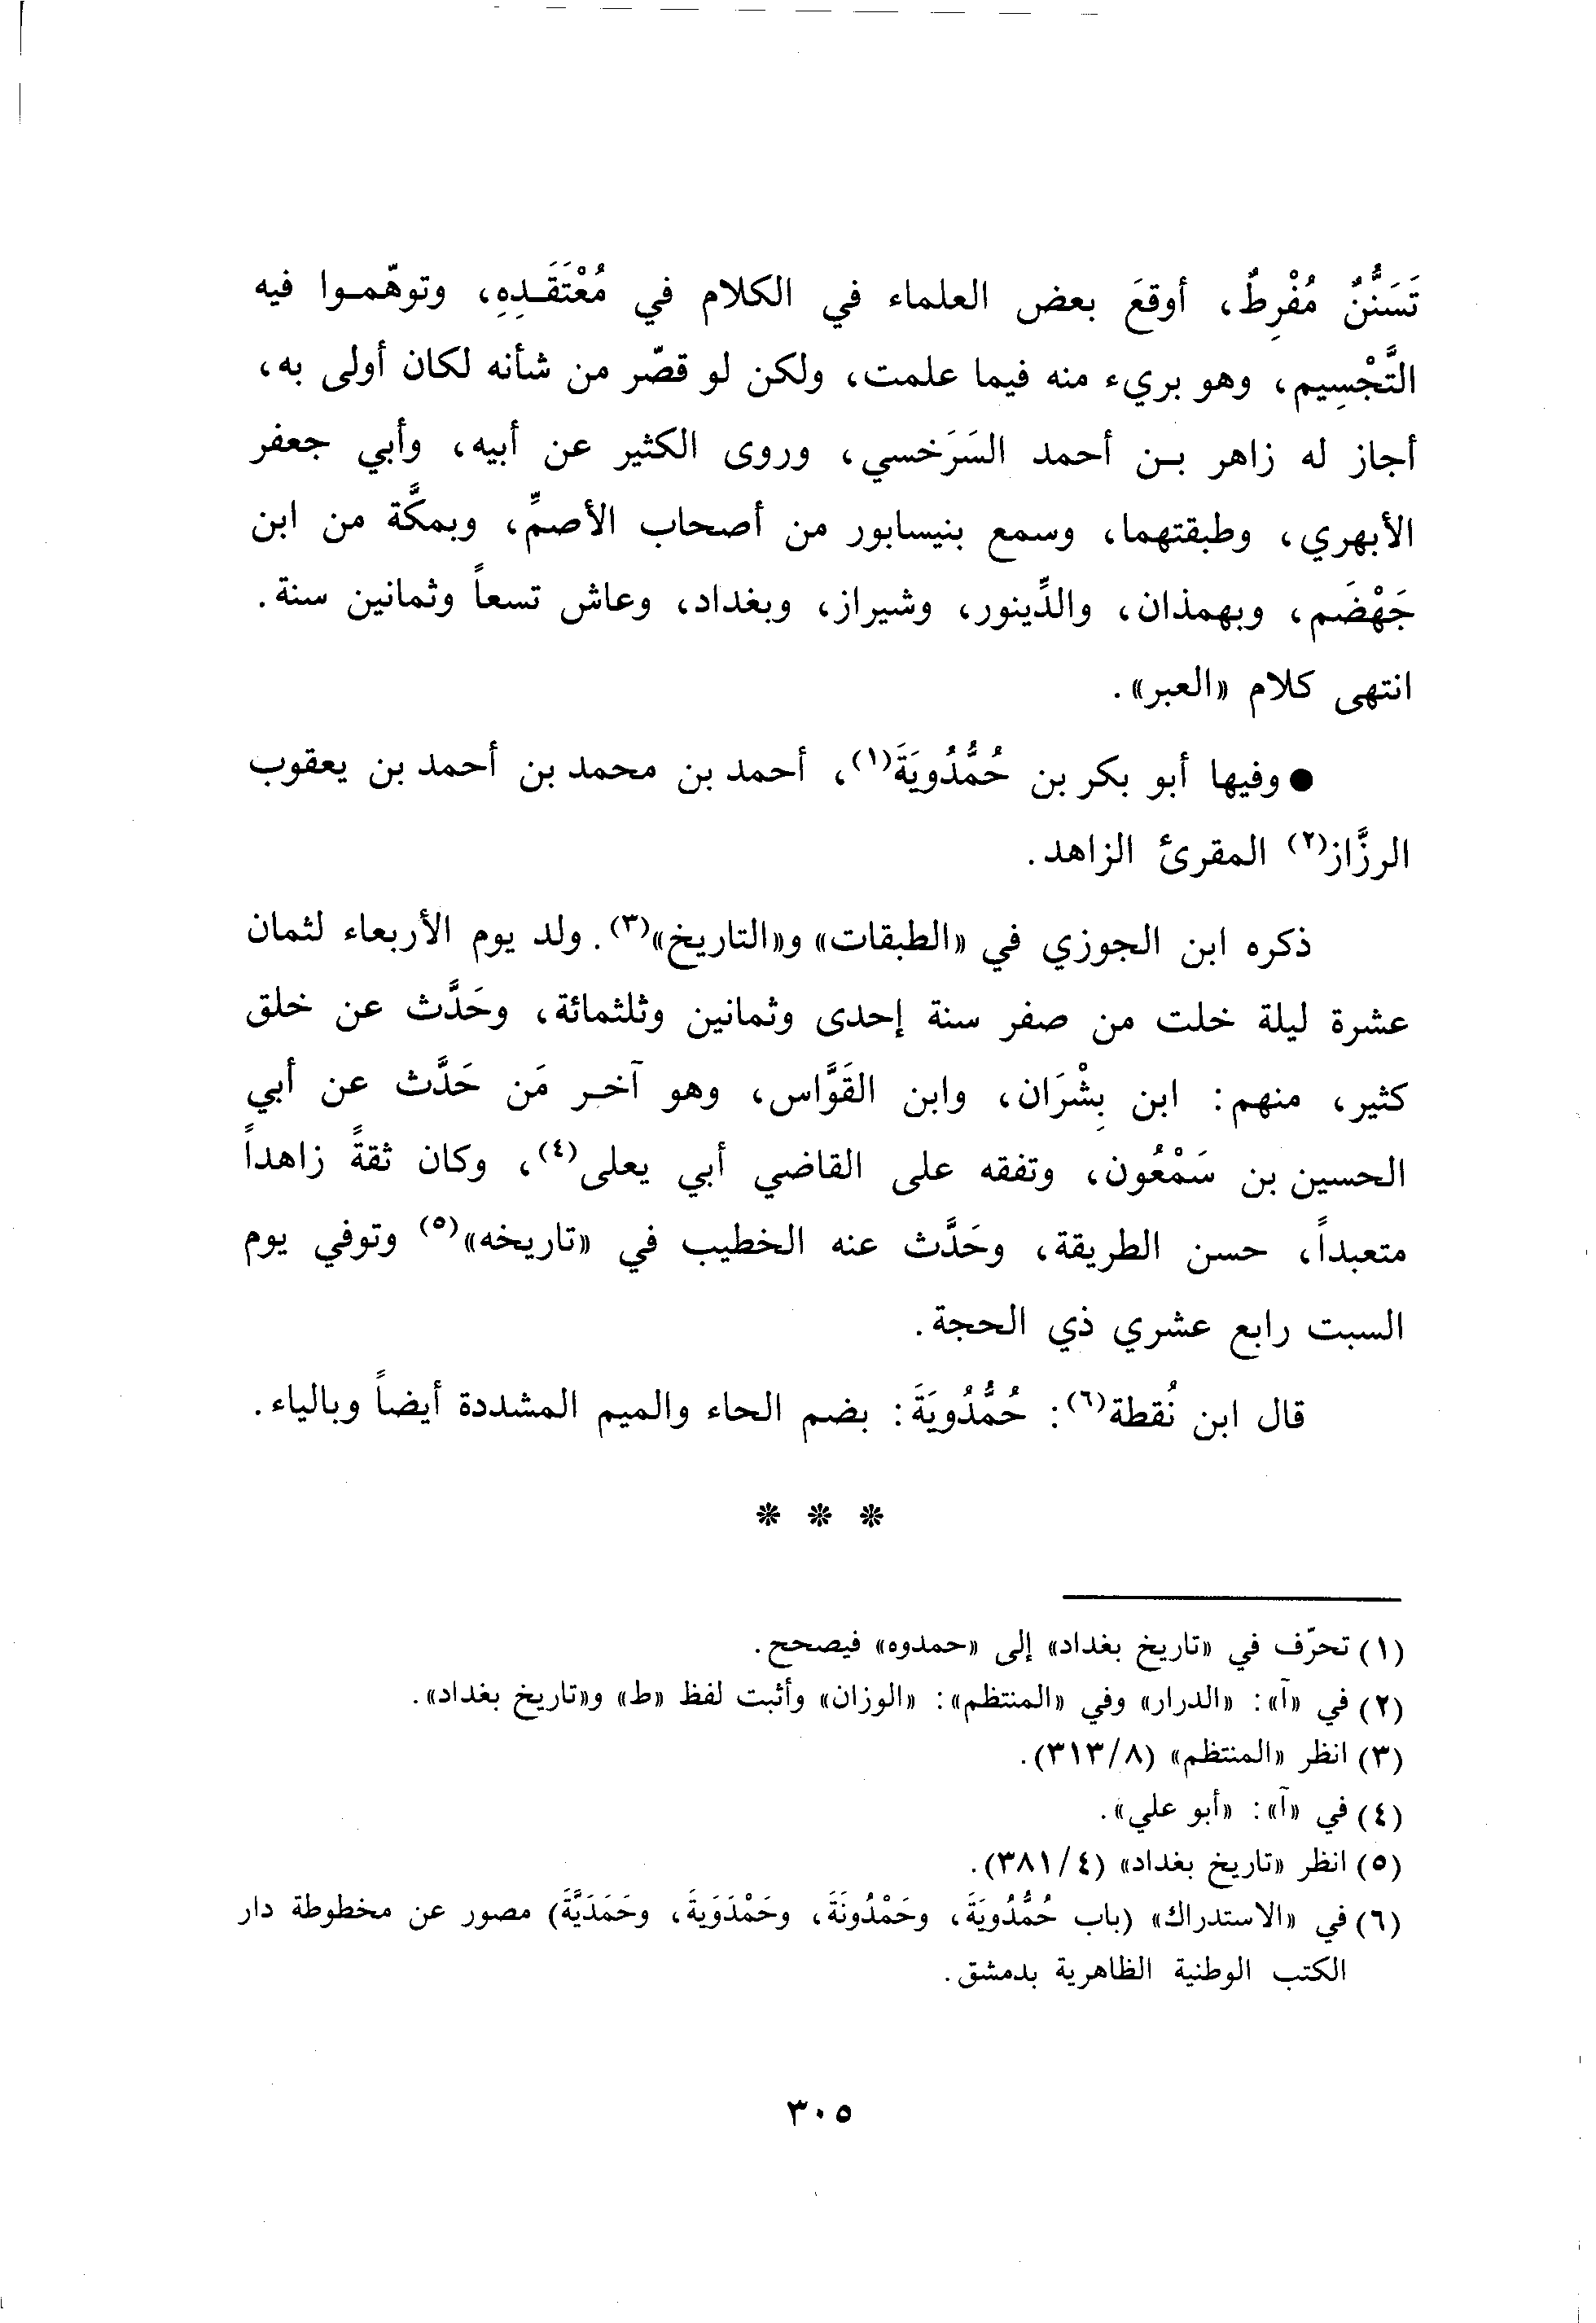 تَسَنُّنٌ مُفْرِطٌ، أوقعَ بعض العلماء في الكلام في مُعْتَقَـدِهِ، وتوهّمـوا فيه
التَّجْسِيم، وهو بريء منه فيما علمت، ولكن لو قصّر من شأنه لكان أولى به،
أجاز له زاهر بـن أحمد السَرَخسي، وروى الكثير عن أبيه، وأبي جعفر
الأبهري، وطبقتهما، وسمع بنيسابور من أصحاب الأصمِّ، وبمكَّة من ابن
جَهْضَم، وبهمذان، والدِّينور، وشيراز، وبغداد، وعاش تسعاً وثمانين سنة.
انتهى كلام «العبر».
● وفيها أبو بكر بن حُمُّدُويَةَ(١)، أحمد بن محمد بن أحمد بن يعقوب
الرزَّاز(٢) المقرئ الزاهد.
ذكره ابن الجوزي في «الطبقات» و«التاريخ»(٣). ولد يوم الأربعاء لثمان
عشرة ليلة خلت من صفر سنة إحدى وثمانين وثلثمائة، وحَدَّث عن خلق
كثير، منهم: ابن بِشْرَان، وابن القَوَّاس، وهو آخـر مَن حَدَّث عن أبي
الحسين بن سَمْعُون، وتفقه على القاضي أبي يعلى(٤)، وكان ثقةً زاهداً
متعبداً، حسن الطريقة، وحَدَّث عنه الخطيب في «تاريخه»(٥) وتوفي يوم
السبت رابع عشري ذي الحجة.
قال ابن نُقطة(٦): حُمُّدُويَةَ: بضم الحاء والميم المشددة أيضاً وبالياء.
* * *
(١) تحرّف في «تاريخ بغداد» إلى «حمدوه» فيصحح.
(٢) في «آ»: «الدرار» وفي «المنتظم»: «الوزان» وأثبت لفظ «ط» و«تاريخ بغداد».
(٣) انظر «المنتظم» (٨/٣١٣).
(٤) في «آ»: «أبو علي».
(٥) انظر «تاريخ بغداد» (٤/٣٨١).
(٦) في «الاستدراك» (باب حُمُّدُويَةَ، وحَمْدُونَةَ، وحَمْدَوَيةَ، وحَمَدَيَّةَ) مصور عن مخطوطة دار
الكتب الوطنية الظاهرية بدمشق.
٣٠٥